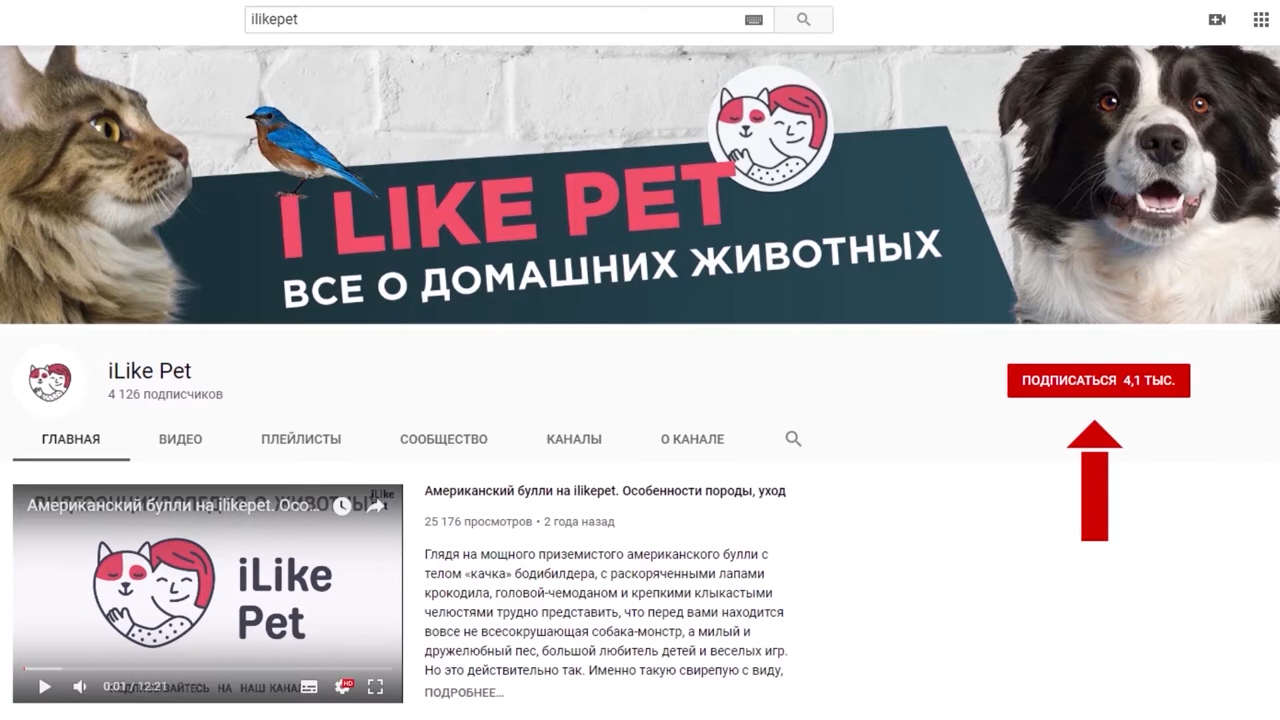 ilikepet
I LIKE PET
ВСЕ О ДОМАШНИХ ЖИВОТНЫХ
iLike Pet
4 126 подписчиков
ПОДПИСАТЬСЯ 4,1 ТЫС.
ГЛАВНАЯ ВИДЕО ПЛЕЙЛИСТЫ СООБЩЕСТВО КАНАЛЫ О КАНАЛЕ
Американский булли на ilikepet. Осо...
iLike
Pet
iLike
Pet
0:01 / 12:21
HD
Американский булли на ilikepet. Особенности породы, уход
25 176 просмотров • 2 года назад
Глядя на мощного приземистого американского булли с
телом «качка» бодибилдера, с раскоряченными лапами
крокодила, головой-чемоданом и крепкими клыкастыми
челюстями трудно представить, что перед вами находится
вовсе не всесокрушающая собака-монстр, а милый и
дружелюбный пес, большой любитель детей и веселых игр.
Но это действительно так. Именно такую свирепую с виду,
ПОДРОБНЕЕ...